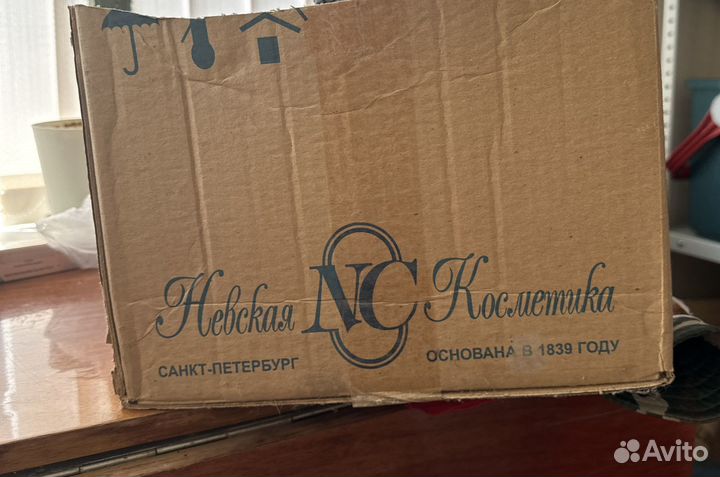 Невская NC Косметика
САНКТ-ПЕТЕРБУРГ ОСНОВАНА В 1839 ГОДУ
Avito